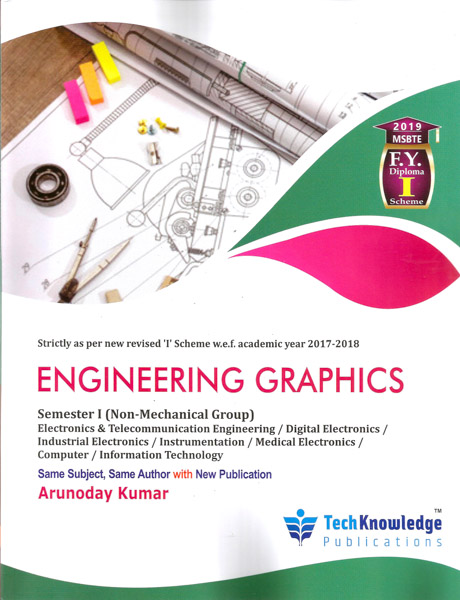 2019
MSBTE
F.Y.
Diploma
I
Scheme
Strictly as per new revised 'I' Scheme w.e.f. academic year 2017-2018
ENGINEERING GRAPHICS
Semester I (Non-Mechanical Group)
Electronics & Telecommunication Engineering / Digital Electronics /
Industrial Electronics / Instrumentation / Medical Electronics /
Computer / Information Technology
Same Subject, Same Author with New Publication
Arunoday Kumar
TechKnowledge™
Publications